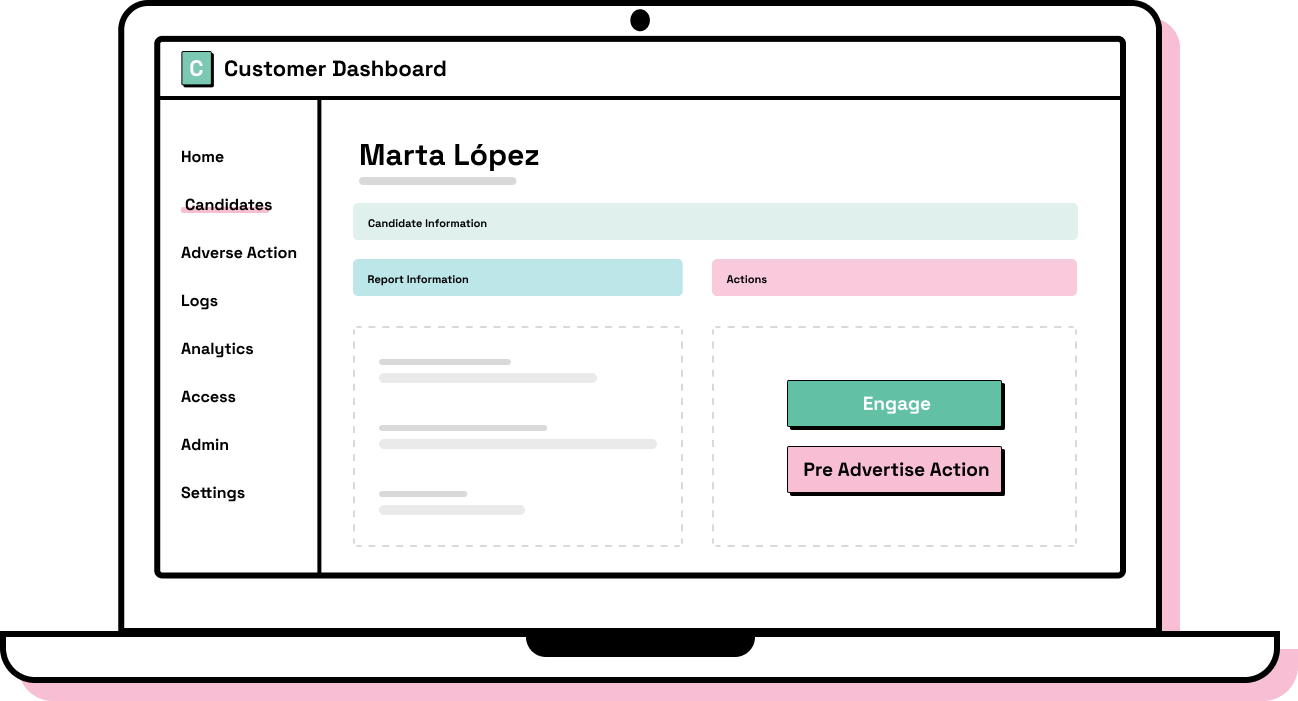 C Customer Dashboard
Home
Candidates
Adverse Action
Logs
Analytics
Access
Admin
Settings
Marta López
Candidate Information
Report Information
Actions
Engage
Pre Advertise Action